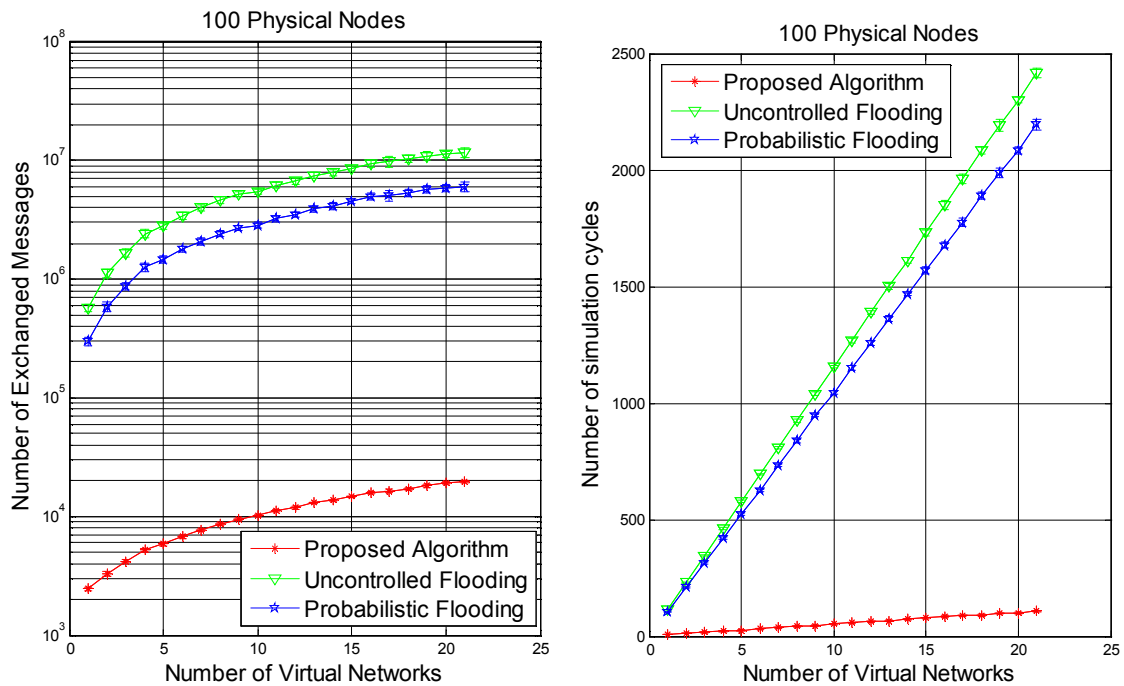 100 Physical Nodes
10^8
10^7
10^6
10^5
10^4
10^3
Number of Exchanged Messages
Proposed Algorithm
Uncontrolled Flooding
Probabilistic Flooding
0 5 10 15 20 25
Number of Virtual Networks
100 Physical Nodes
2500
2000
1500
1000
500
0
Number of simulation cycles
Proposed Algorithm
Uncontrolled Flooding
Probabilistic Flooding
0 5 10 15 20 25
Number of Virtual Networks